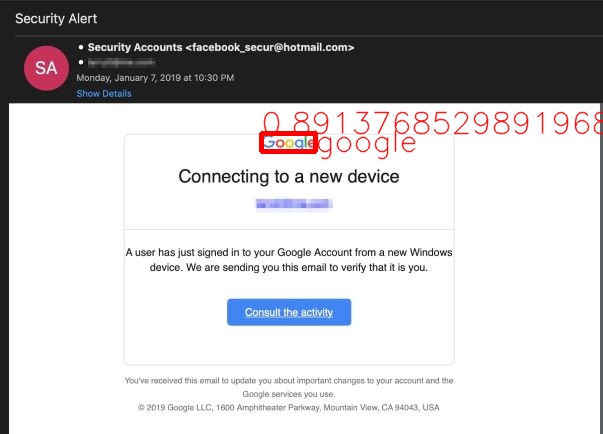 Security Alert
SA
• Security Accounts <facebook_secur@hotmail.com>
Monday, January 7, 2019 at 10:30 PM
Show Details
0.8913768529891968
Google google
Connecting to a new device
A user has just signed in to your Google Account from a new Windows
device. We are sending you this email to verify that it is you.
Consult the activity
You've received this email to update you about important changes to your account and the
Google services you use.
© 2019 Google LLC, 1600 Amphitheater Parkway, Mountain View, CA 94043, USA